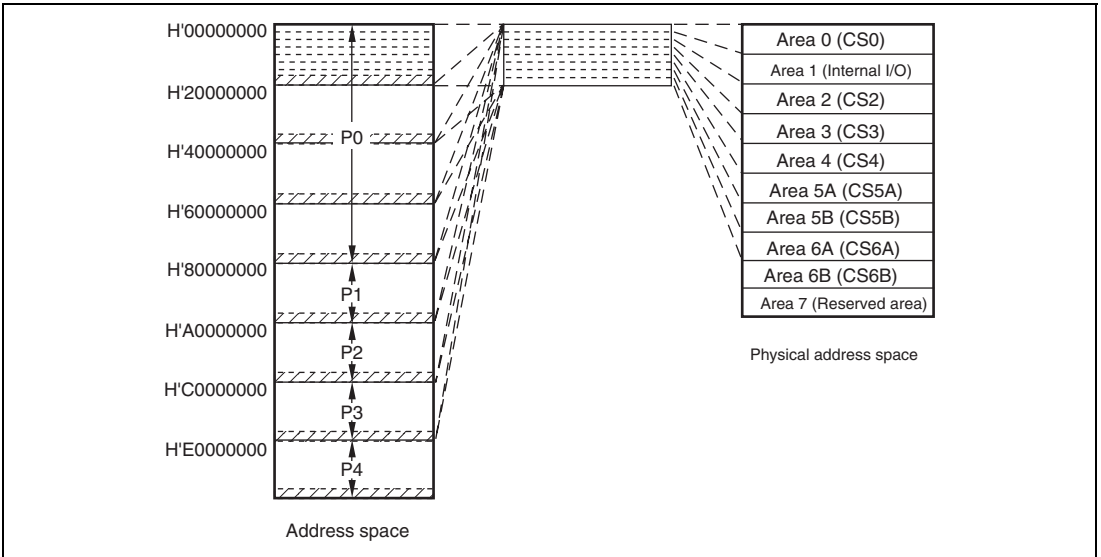 H'00000000
H'20000000
H'40000000
H'60000000
H'80000000
H'A0000000
H'C0000000
H'E0000000
P0
P1
P2
P3
P4
Address space
Area 0 (CS0)
Area 1 (Internal I/O)
Area 2 (CS2)
Area 3 (CS3)
Area 4 (CS4)
Area 5A (CS5A)
Area 5B (CS5B)
Area 6A (CS6A)
Area 6B (CS6B)
Area 7 (Reserved area)
Physical address space